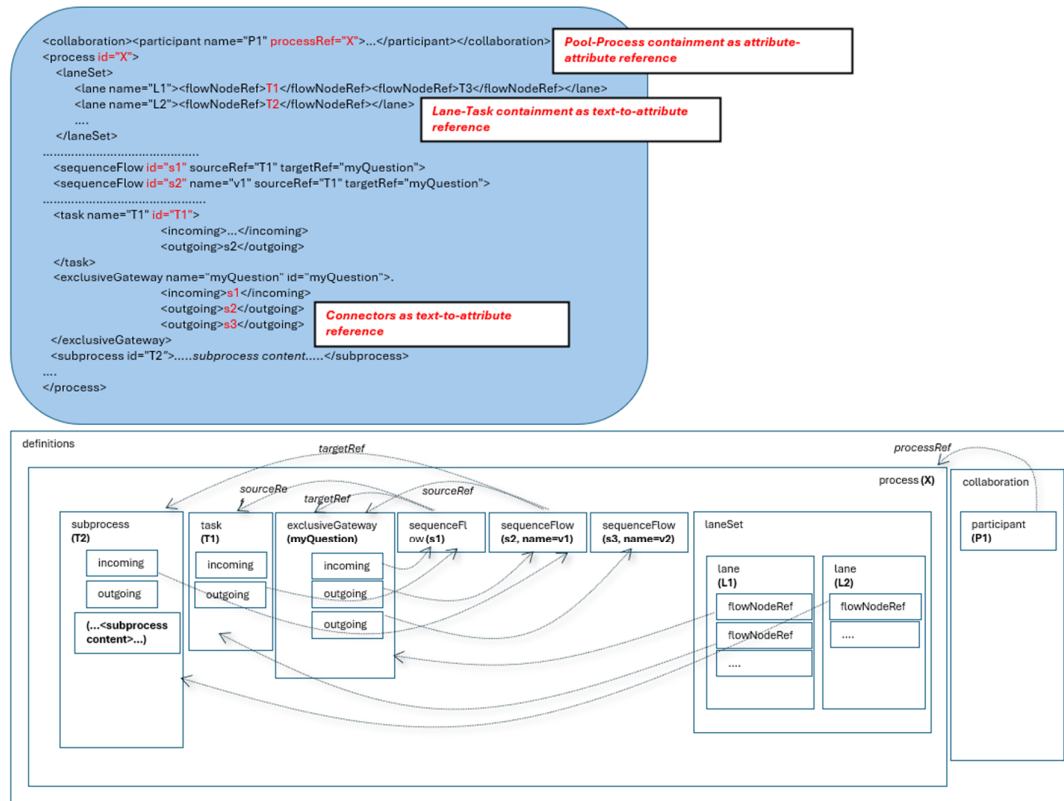 <collaboration><participant name="P1" processRef="X">...</participant></collaboration>
Pool-Process containment as attribute-
attribute reference
<process id="X">
<laneSet>
<lane name="L1"><flowNodeRef>T1</flowNodeRef><flowNodeRef>T3</flowNodeRef></lane>
<lane name="L2"><flowNodeRef>T2</flowNodeRef></lane>
Lane-Task containment as text-to-attribute
reference
....
</laneSet>
................................................
<sequenceFlow id="s1" sourceRef="T1" targetRef="myQuestion">
<sequenceFlow id="s2" name="v1" sourceRef="T1" targetRef="myQuestion">
................................................
<task name="T1" id="T1">
<incoming>...</incoming>
<outgoing>s2</outgoing>
</task>
<exclusiveGateway name="myQuestion" id="myQuestion">.
<incoming>s1</incoming>
<outgoing>s2</outgoing>
<outgoing>s3</outgoing>
Connectors as text-to-attribute
reference
</exclusiveGateway>
<subprocess id="T2">.....subprocess content.....</subprocess>
....
</process>
definitions
targetRef
processRef
process (X)
collaboration
sourceRe
targetRef
sourceRef
subprocess
(T2)
incoming
outgoing
(...<subprocess
content>...)
task
(T1)
incoming
outgoing
exclusiveGateway
(myQuestion)
incoming
outgoing
outgoing
sequenceFl
ow (s1)
sequenceFlow
(s2, name=v1)
sequenceFlow
(s3, name=v2)
laneSet
lane
(L1)
flowNodeRef
flowNodeRef
....
lane
(L2)
flowNodeRef
....
participant
(P1)